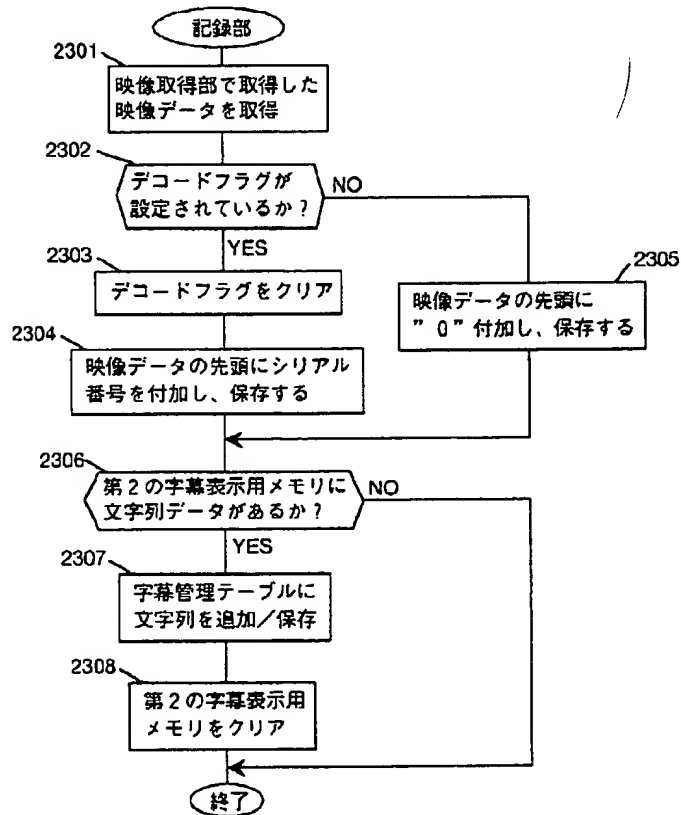 記録部
2301
映像取得部で取得した
映像データを取得
2302
デコードフラグが
設定されているか？
NO
YES
2303
デコードフラグをクリア
2305
映像データの先頭に
”0”付加し、保存する
2304
映像データの先頭にシリアル
番号を付加し、保存する
2306
第2の字幕表示用メモリに
文字列データがあるか？
NO
YES
2307
字幕管理テーブルに
文字列を追加／保存
2308
第2の字幕表示用
メモリをクリア
終了